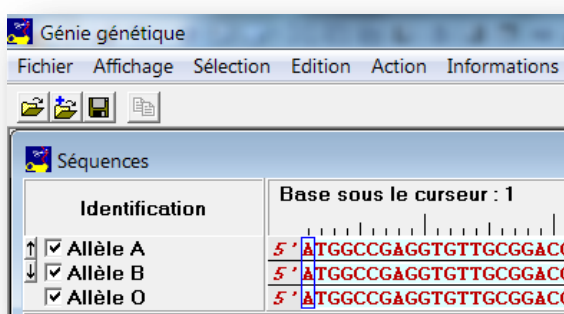 Génie génétique
Fichier Affichage Sélection Edition Action Informations
Séquences
Identification
Base sous le curseur : 1
Allèle A 5' ATGGCCGAGGTGTTGCGGAC
Allèle B 5' ATGGCCGAGGTGTTGCGGAC
Allèle O 5' ATGGCCGAGGTGTTGCGGAC